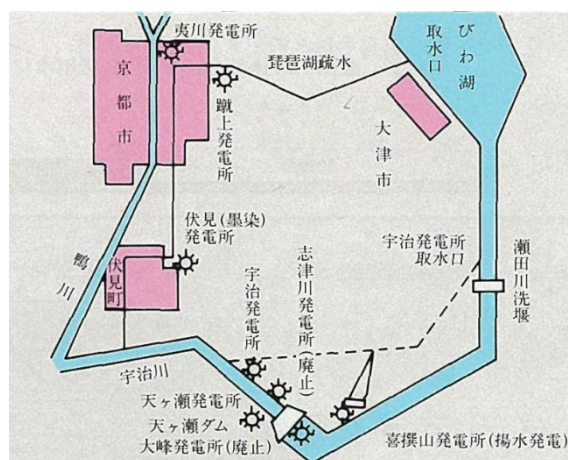 夷川発電所
京都市
蹴上発電所
琵琶湖疏水
取水口
びわ湖
大津市
伏見(墨染)
発電所
伏見町
鴨川
宇治川
宇治発電所
志津川発電所(廃止)
宇治発電所
取水口
瀬田川洗堰
天ヶ瀬発電所
天ヶ瀬ダム
大峰発電所(廃止)
喜撰山発電所(揚水発電)